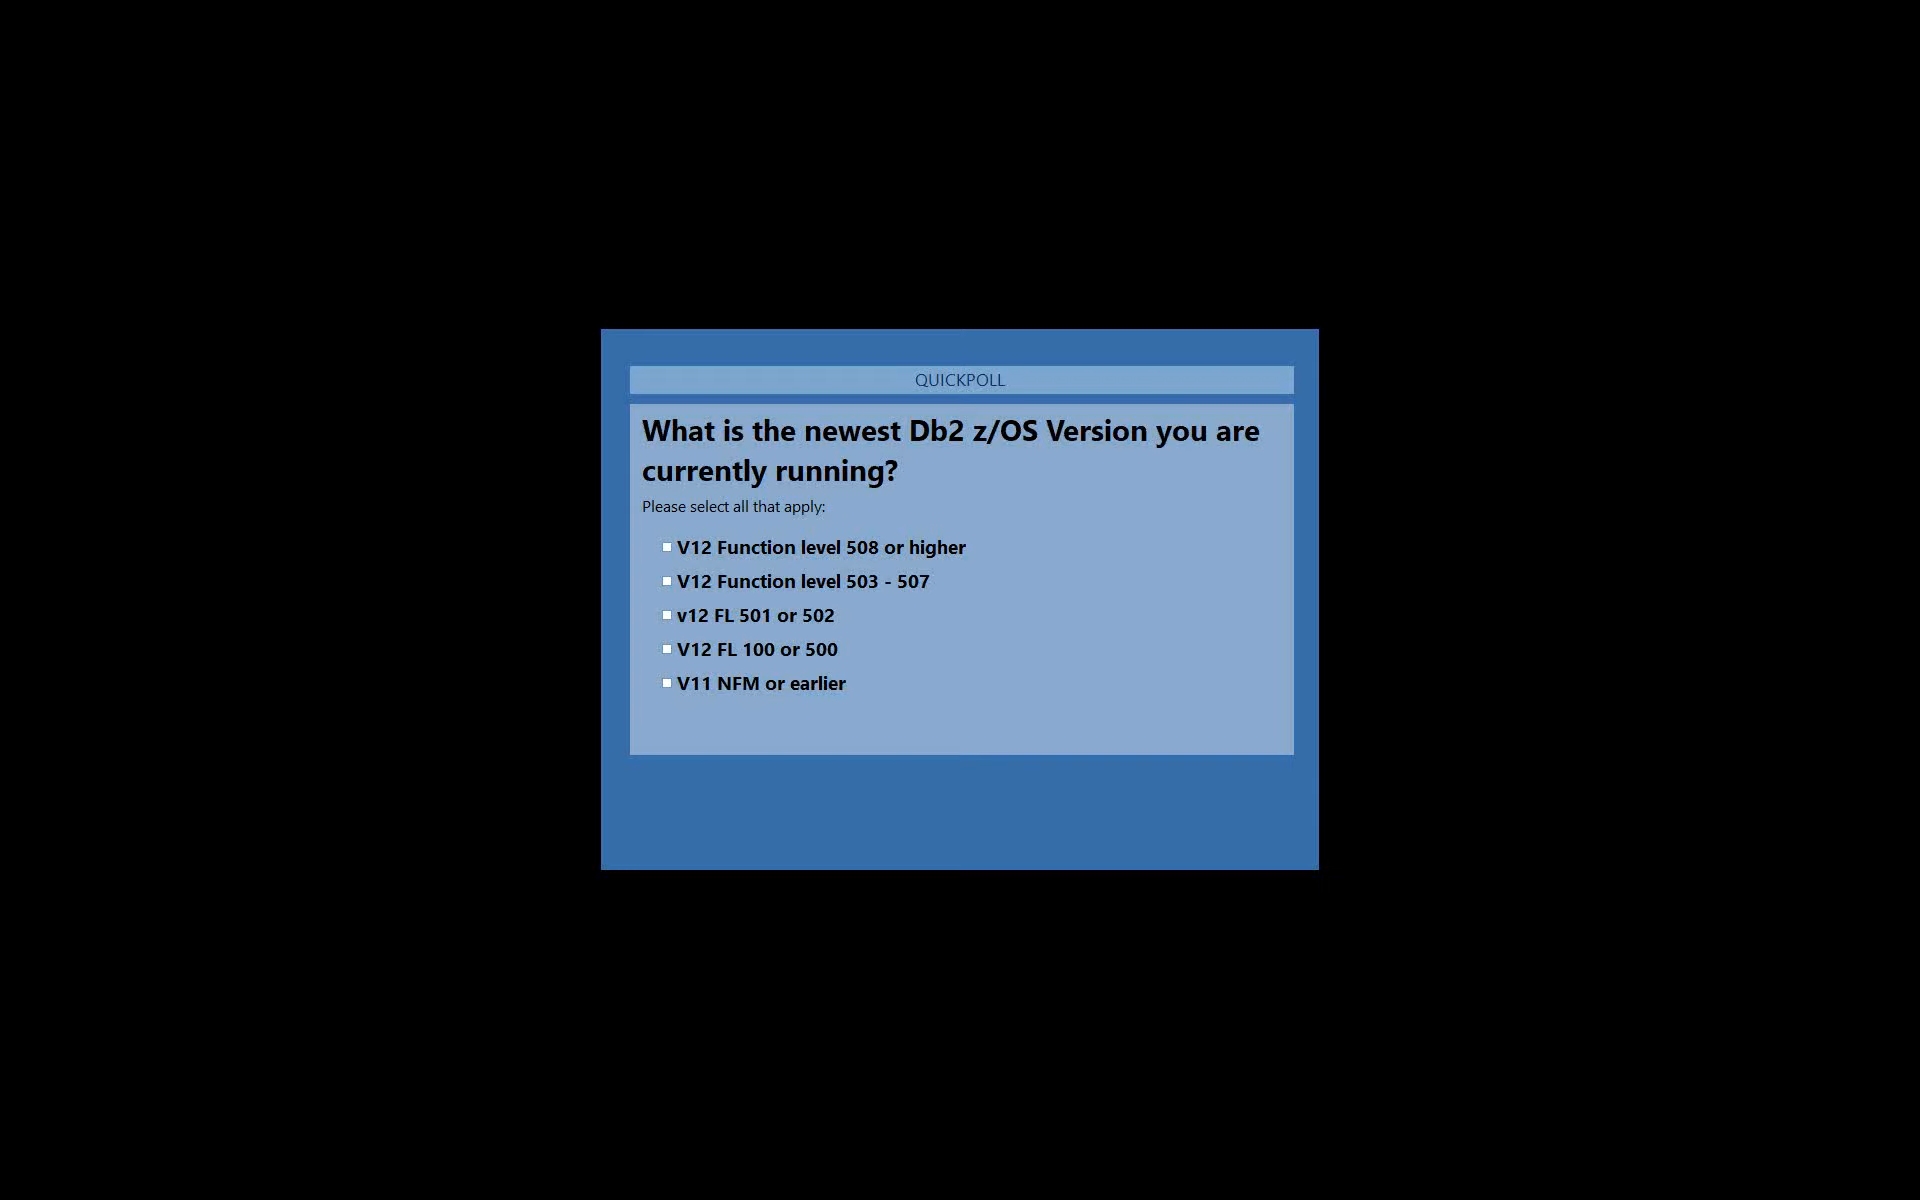 QUICKPOLL
What is the newest Db2 z/OS Version you are
currently running?
Please select all that apply:
V12 Function level 508 or higher
V12 Function level 503 - 507
v12 FL 501 or 502
V12 FL 100 or 500
V11 NFM or earlier